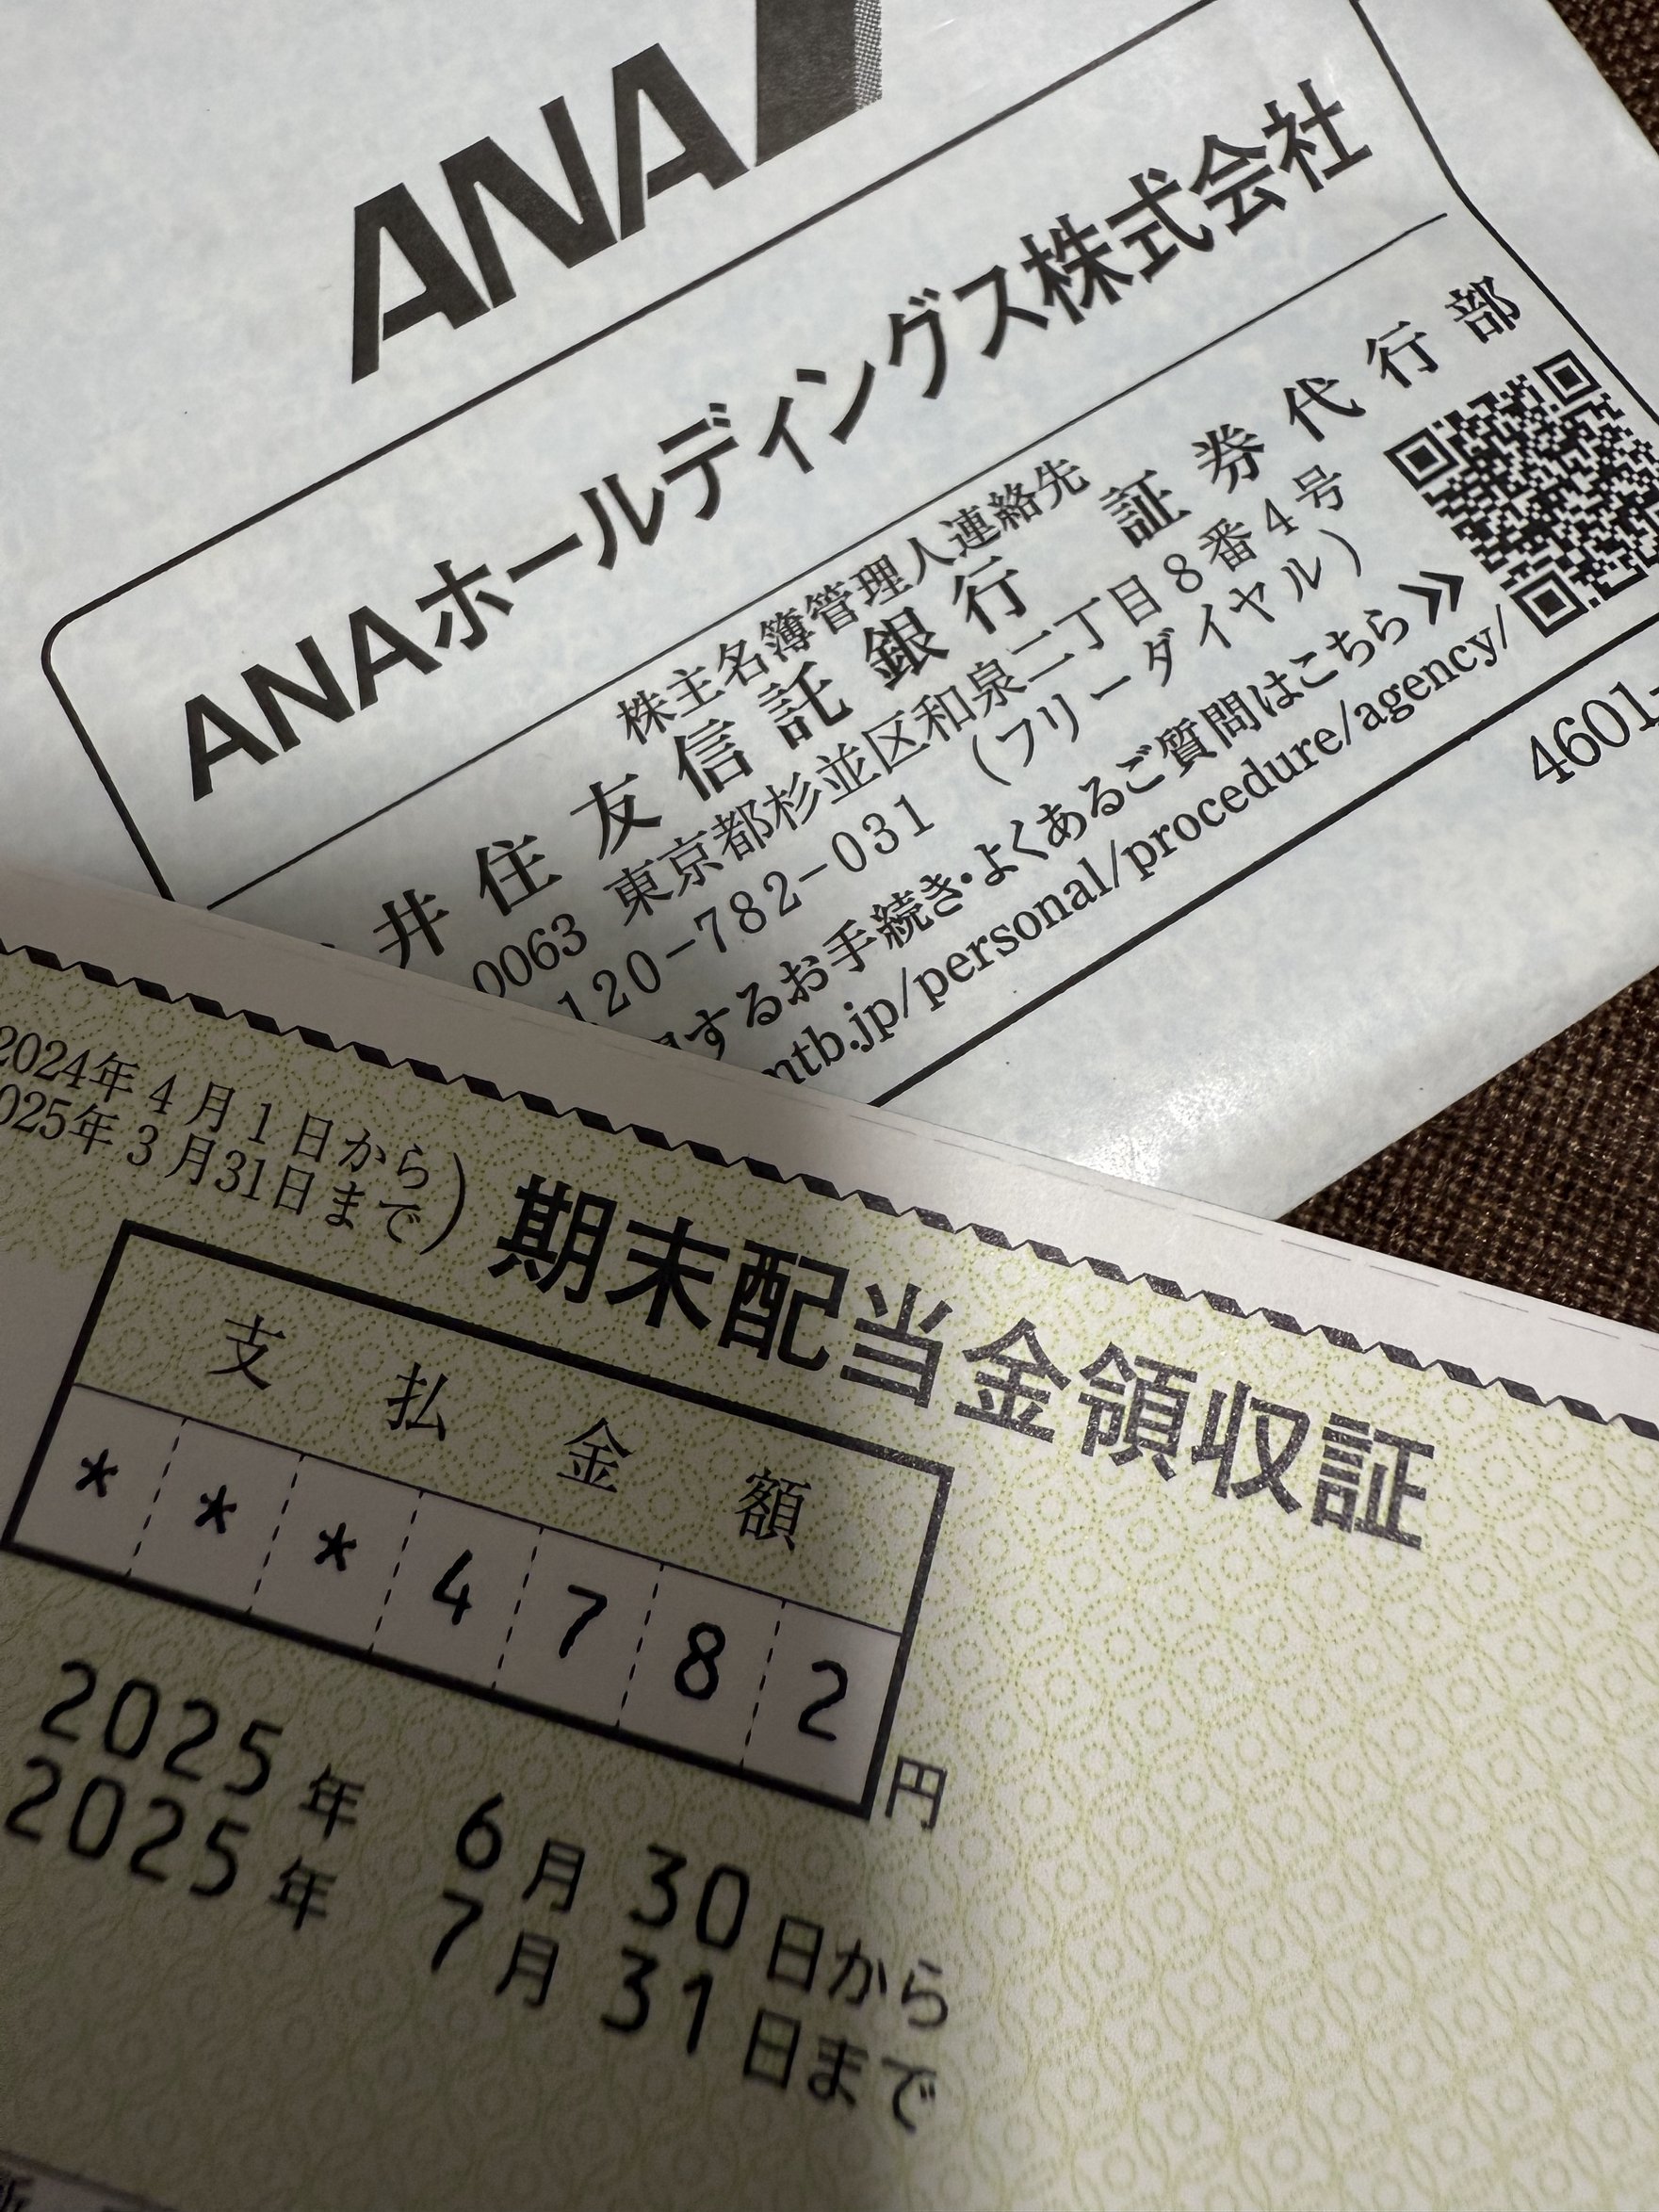 ANA
ANAホールディングス株式会社
株主名簿管理人連絡先
井住友信託銀行 証券代行部
0063 東京都杉並区和泉二丁目8番4号
120-782-031 (フリーダイヤル)
するお手続き・よくあるご質問はこちら≫
mtb.jp/personal/procedure/agency/
4601-
2024年4月1日から
025年3月31日まで)
期末配当金領収証
支払金額
***4782
円
2025年 6月30日から
2025年 7月31日まで